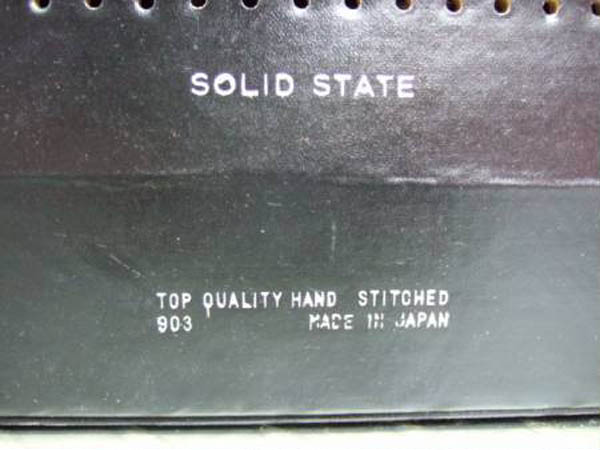 SOLID STATE
TOP QUALITY HAND STITCHED
903 MADE IN JAPAN